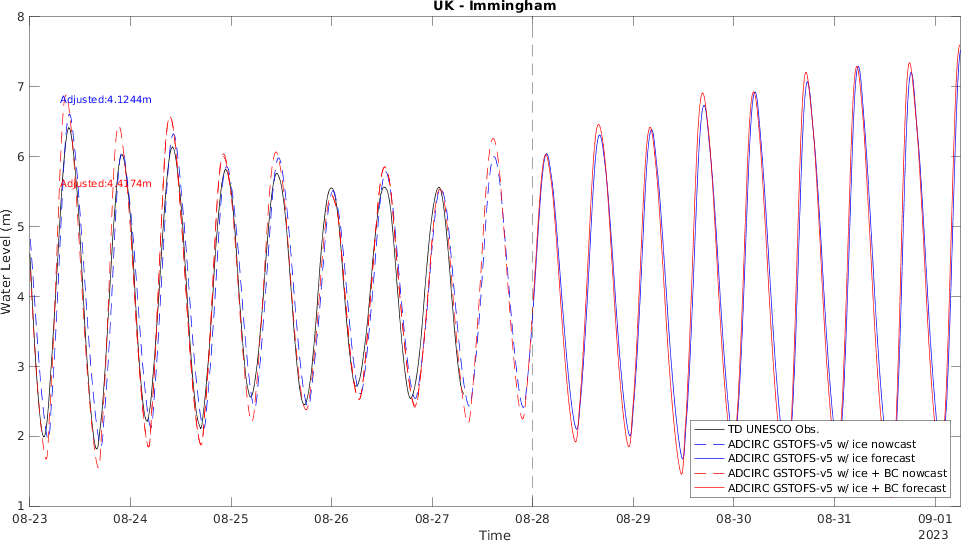 UK - Immingham
8
7
6
5
4
3
2
1
Water Level (m)
Adjusted:4.1244m
Adjusted:4.4174m
TD UNESCO Obs.
ADCIRC GSTOFS-v5 w/ ice nowcast
ADCIRC GSTOFS-v5 w/ ice forecast
ADCIRC GSTOFS-v5 w/ ice + BC nowcast
ADCIRC GSTOFS-v5 w/ ice + BC forecast
08-23 08-24 08-25 08-26 08-27 08-28 08-29 08-30 08-31 09-01
Time
2023